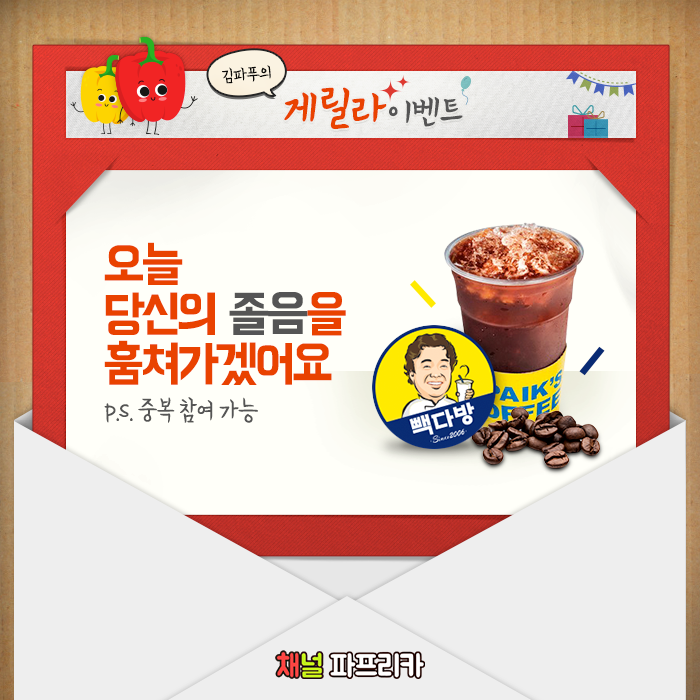 김파푸의
게릴라이벤트
오늘
당신의 졸음을
훔쳐가겠어요
P.S. 중복 참여 가능
PAIK'S
COFFEE
빽다방
-Since 2006-
채널 파프리카